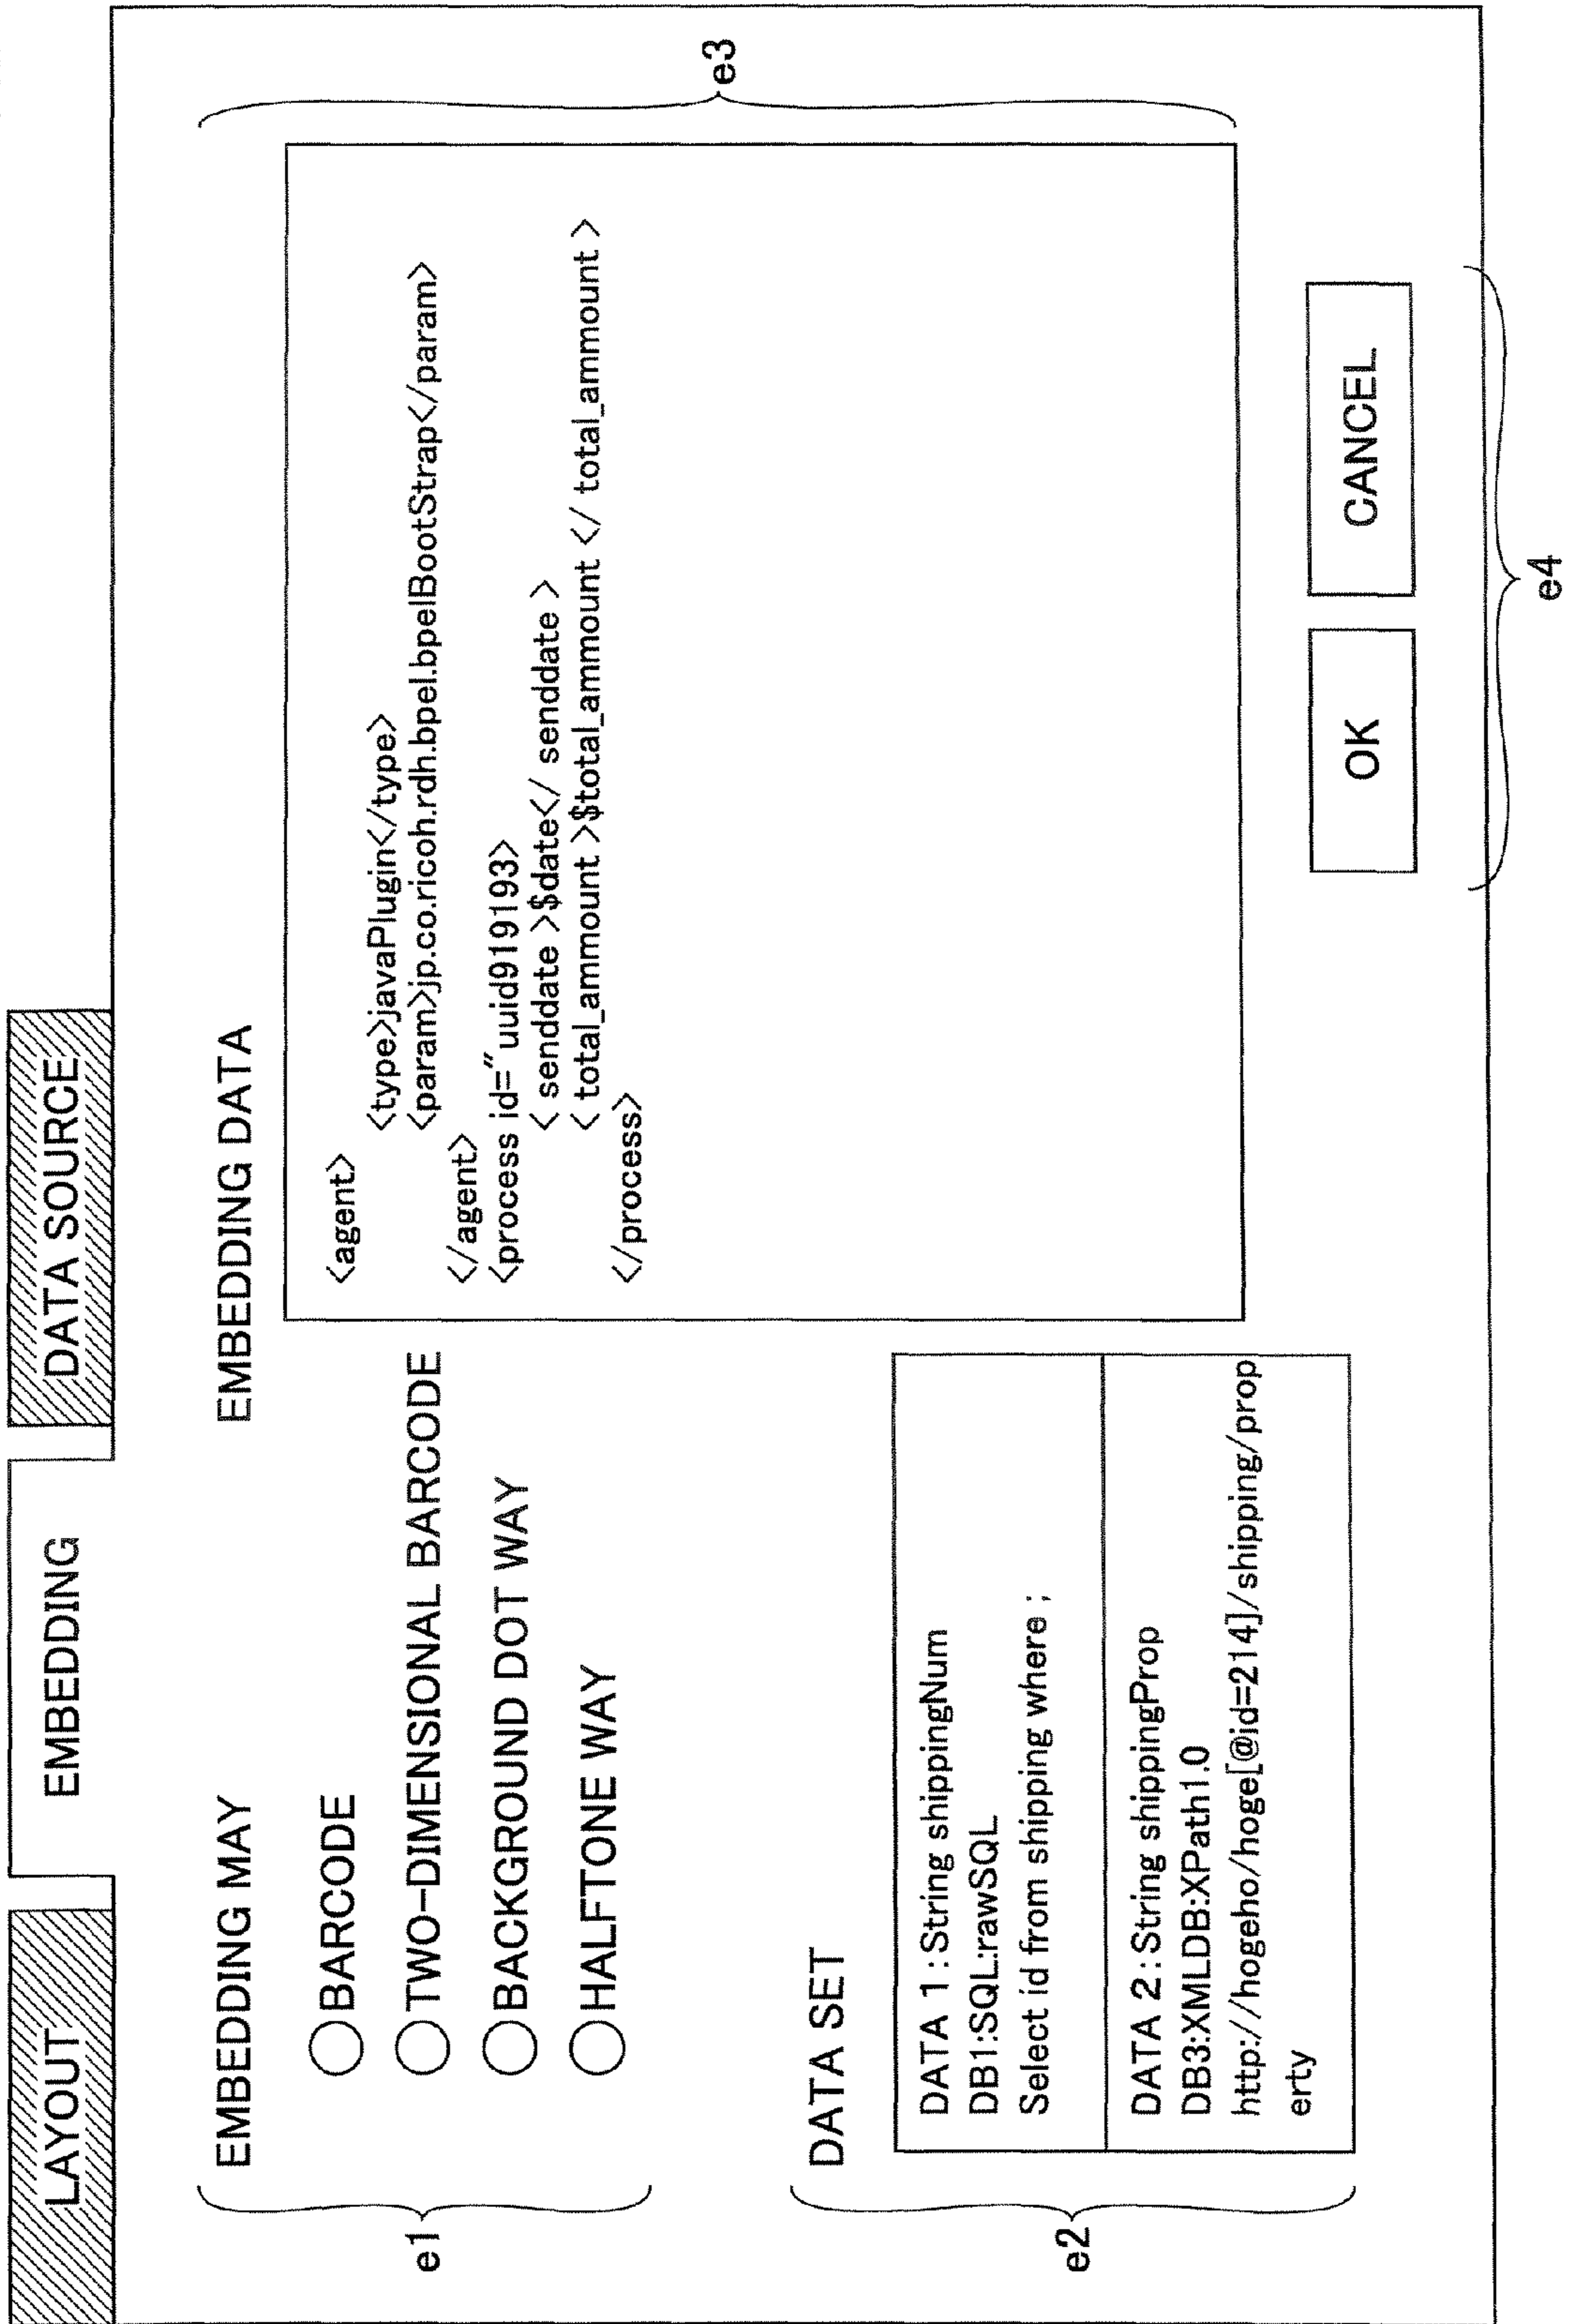 LAYOUT
EMBEDDING
DATA SOURCE
e1
EMBEDDING MAY
BARCODE
TWO-DIMENSIONAL BARCODE
BACKGROUND DOT WAY
HALFTONE WAY
e2
DATA SET
DATA 1:String shippingNum
DB1:SQL:rawSQL
Select id from shipping where ;
DATA 2:String shippingProp
DB3:XMLDB:XPath1.0
http://hogeho/hoge[@id=214]/shipping/prop
erty
EMBEDDING DATA
<agent>
<type>javaPlugin</type>
<param>jp.co.ricoh.rdh.bpel.bpelBootStrap</param>
</agent>
<process id="uuid919193>
< senddate >$date</ senddate >
< total_ammount >$total_ammount </ total_ammount >
</process>
e3
OK
CANCEL
e4